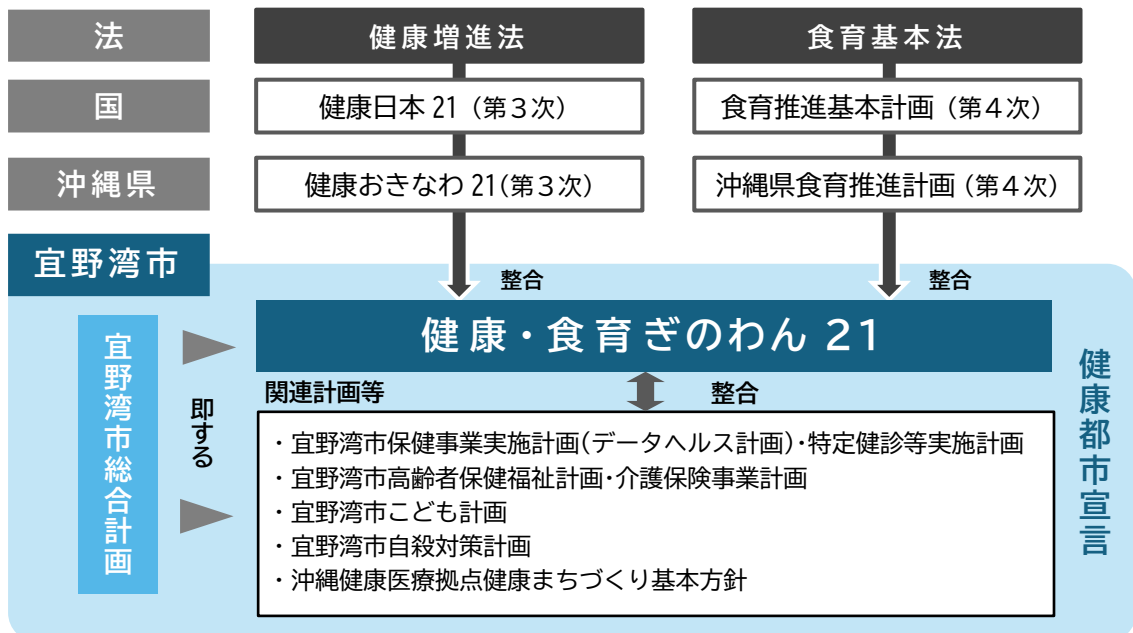 法
健康増進法
食育基本法
国
健康日本 21（第３次）
食育推進基本計画（第４次）
沖縄県
健康おきなわ 21(第３次）
沖縄県食育推進計画（第４次）
宜野湾市
整合
整合
宜野湾市総合計画
即する
健康・食育ぎのわん 21
関連計画等
整合
・宜野湾市保健事業実施計画(データヘルス計画)・特定健診等実施計画
・宜野湾市高齢者保健福祉計画・介護保険事業計画
・宜野湾市こども計画
・宜野湾市自殺対策計画
・沖縄健康医療拠点健康まちづくり基本方針
健康都市宣言